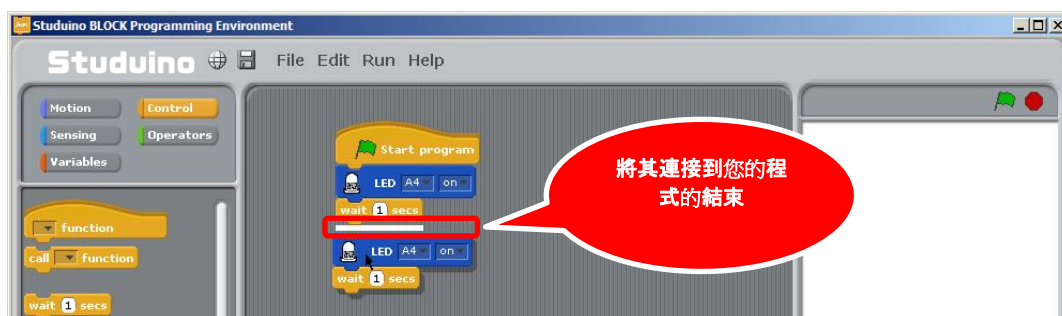 Studuino BLOCK Programming Environment
Studuino File Edit Run Help
Motion Control
Sensing Operators
Variables
function
call function
wait 1 secs
Start program
LED A4 on
wait 1 secs
LED A4 on
wait 1 secs
將其連接到您的程
式的結束